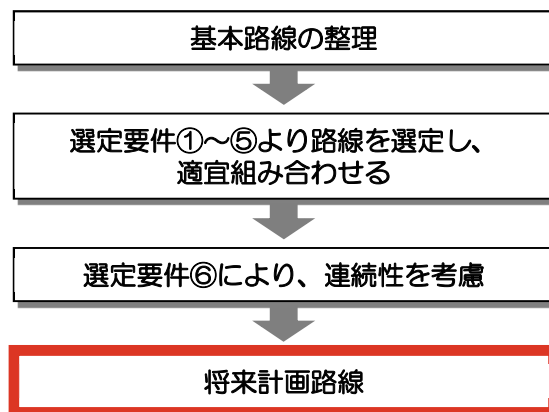 基本路線の整理
選定要件①～⑤より路線を選定し、
適宜組み合わせる
選定要件⑥により、連続性を考慮
将来計画路線